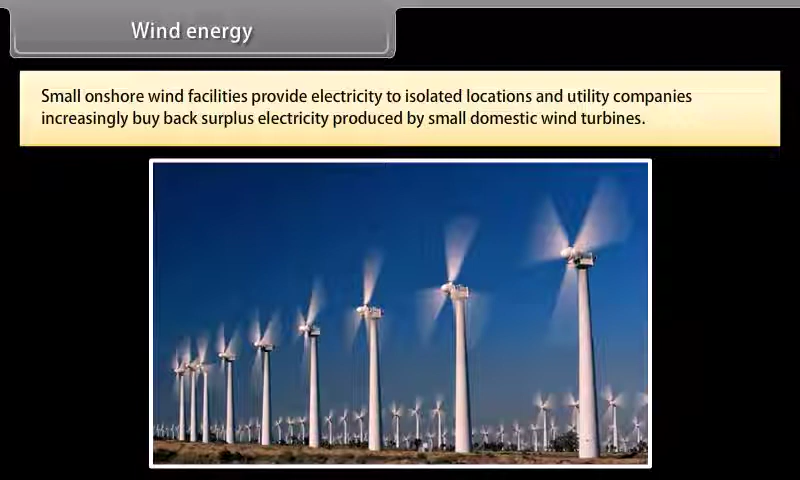 Wind energy
Small onshore wind facilities provide electricity to isolated locations and utility companies
increasingly buy back surplus electricity produced by small domestic wind turbines.